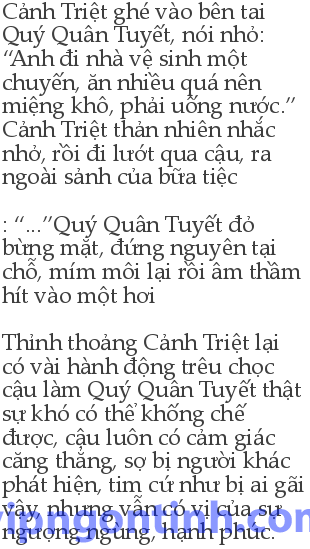 Cảnh Triệt ghé vào bên tai
Quý Quân Tuyết, nói nhỏ:
“Anh đi nhà vệ sinh một
chuyến, ăn nhiều quá nên
miệng khô, phải uống nước.”
Cảnh Triệt thản nhiên nhắc
nhở, rồi đi lướt qua cậu, ra
ngoài sảnh của bữa tiệc
: “...”Quý Quân Tuyết đỏ
bừng mặt, đứng nguyên tại
chỗ, mím môi lại rồi âm thầm
hít vào một hơi
Thỉnh thoảng Cảnh Triệt lại
có vài hành động trêu chọc
cậu làm Quý Quân Tuyết thật
sự khó có thể khống chế
được, cậu luôn có cảm giác
căng thẳng, sợ bị người khác
phát hiện, tim cứ như bị ai gãi
vậy, nhưng vẫn có vị của sự
ngượng ngùng, hạnh phúc.
vipngontinh.com